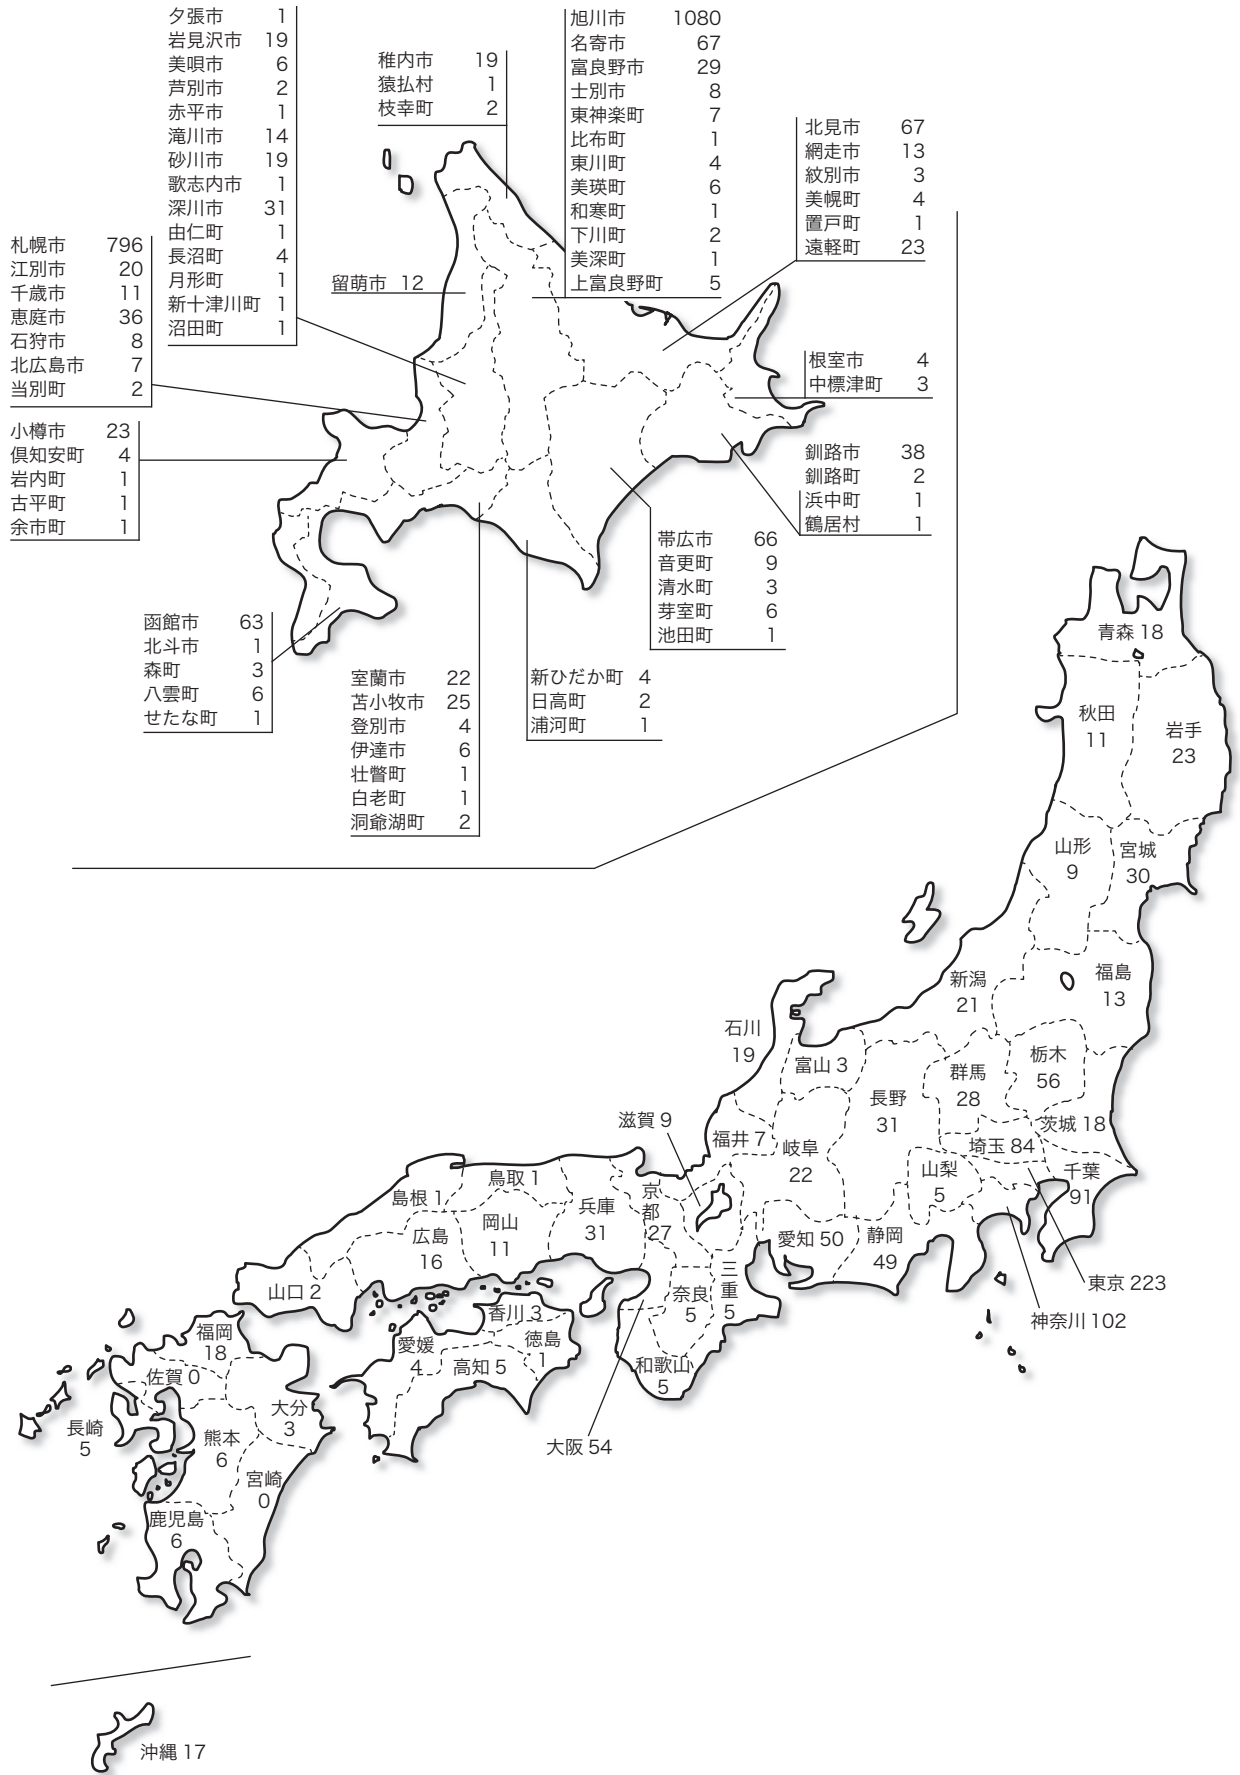 夕張市 1
岩見沢市 19
美唄市 6
芦別市 2
赤平市 1
滝川市 14
砂川市 19
歌志内市 1
深川市 31
由仁町 1
長沼町 4
月形町 1
新十津川町 1
沼田町 1
稚内市 19
猿払村 1
枝幸町 2
旭川市 1080
名寄市 67
富良野市 29
士別市 8
東神楽町 7
比布町 1
東川町 4
美瑛町 6
和寒町 1
下川町 2
美深町 1
上富良野町 5
北見市 67
網走市 13
紋別市 3
美幌町 4
置戸町 1
遠軽町 23
札幌市 796
江別市 20
千歳市 11
恵庭市 36
石狩市 8
北広島市 7
当別町 2
留萌市 12
根室市 4
中標津町 3
小樽市 23
倶知安町 4
岩内町 1
古平町 1
余市町 1
釧路市 38
釧路町 2
浜中町 1
鶴居村 1
帯広市 66
音更町 9
清水町 3
芽室町 6
池田町 1
函館市 63
北斗市 1
森町 3
八雲町 6
せたな町 1
室蘭市 22
苫小牧市 25
登別市 4
伊達市 6
壮瞥町 1
白老町 1
洞爺湖町 2
新ひだか町 4
日高町 2
浦河町 1
青森 18
秋田
11
岩手
23
山形
9
宮城
30
新潟
21
福島
13
石川
19
富山 3
栃木
56
群馬
28
長野
31
茨城 18
滋賀 9
福井 7
岐阜
22
埼玉 84
山梨
5
千葉
91
鳥取 1
島根 1
兵庫
31
京都
27
岡山
11
広島
16
愛知 50
静岡
49
三重
5
奈良
5
山口 2
東京 223
神奈川 102
香川 3
徳島
1
愛媛
4
高知 5
和歌山
5
大阪 54
福岡
18
佐賀 0
大分
3
長崎
5
熊本
6
宮崎
0
鹿児島
6
沖縄 17